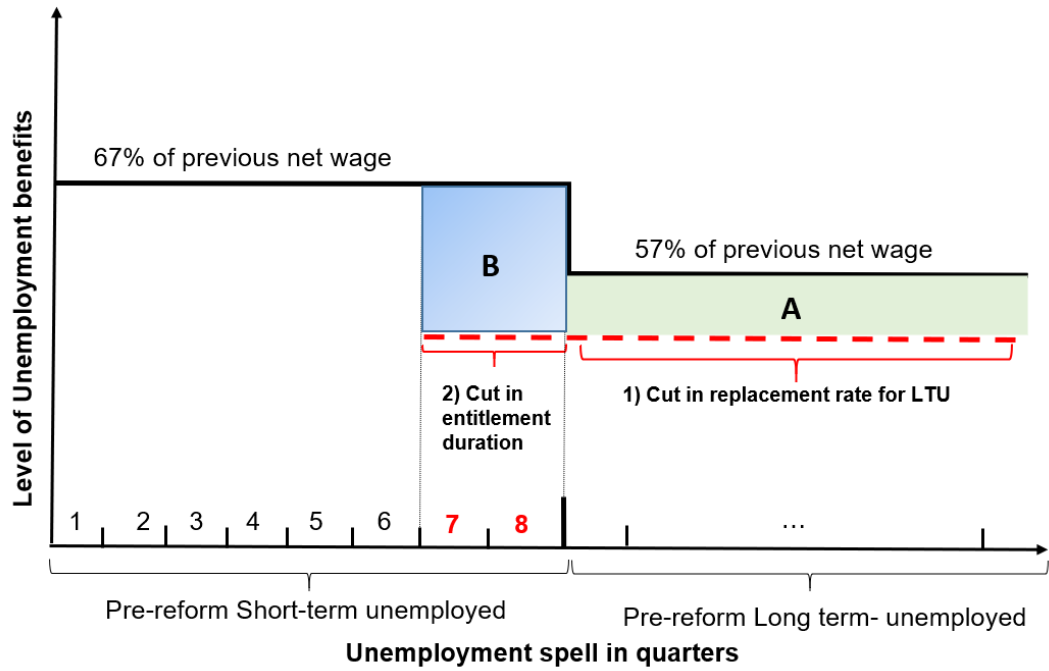 Level of Unemployment benefits
67% of previous net wage
57% of previous net wage
B
A
2) Cut in
entitlement
duration
1) Cut in replacement rate for LTU
1 2 3 4 5 6 7 8 ...
Pre-reform Short-term unemployed
Pre-reform Long term- unemployed
Unemployment spell in quarters